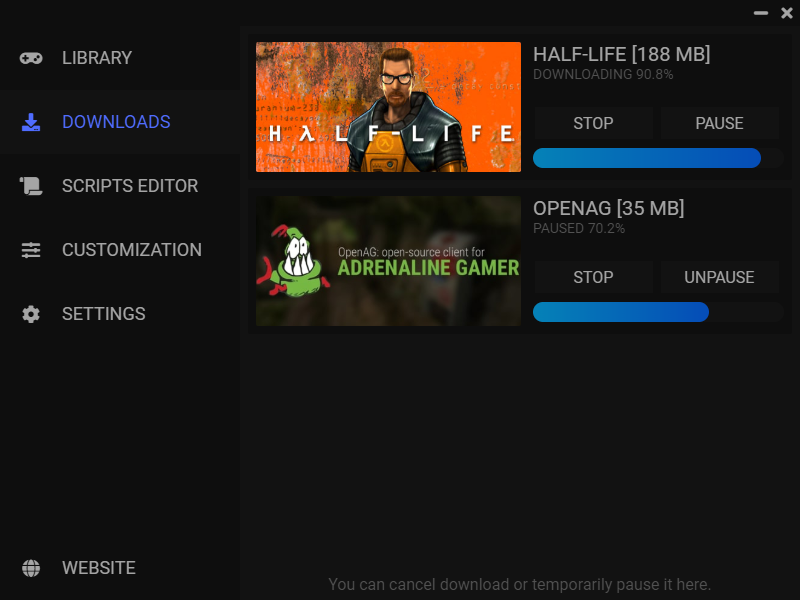 LIBRARY
DOWNLOADS
SCRIPTS EDITOR
CUSTOMIZATION
SETTINGS
WEBSITE
HALF-LIFE
HALF-LIFE [188 MB]
DOWNLOADING 90.8%
STOP
PAUSE
OpenAG: open-source client for
ADRENALINE GAMER
OPENAG [35 MB]
PAUSED 70.2%
STOP
UNPAUSE
You can cancel download or temporarily pause it here.